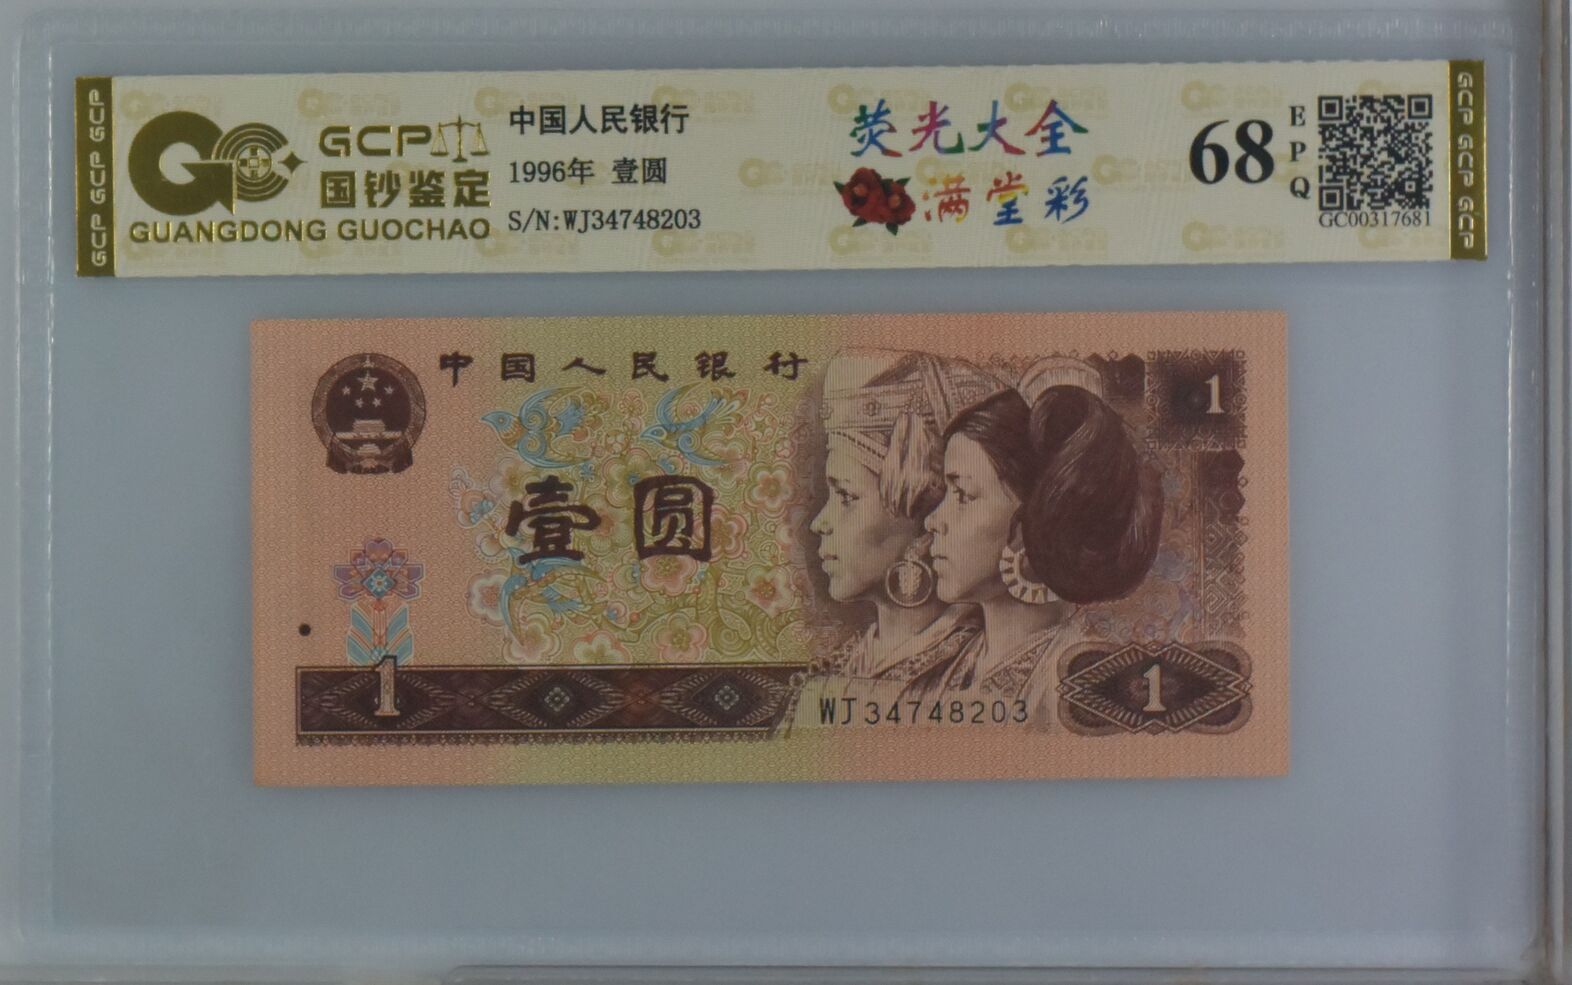 GCP GCP GCP
GCP
国钞鉴定
GUANGDONG GUOCHAO
中国人民银行
1996年 壹圆
S/N:WJ34748203
荧光大全
满堂彩
68
EPQ
GC00317681
GCP GCP GCP
中国人民银行
1
壹圆
1
WJ34748203
1